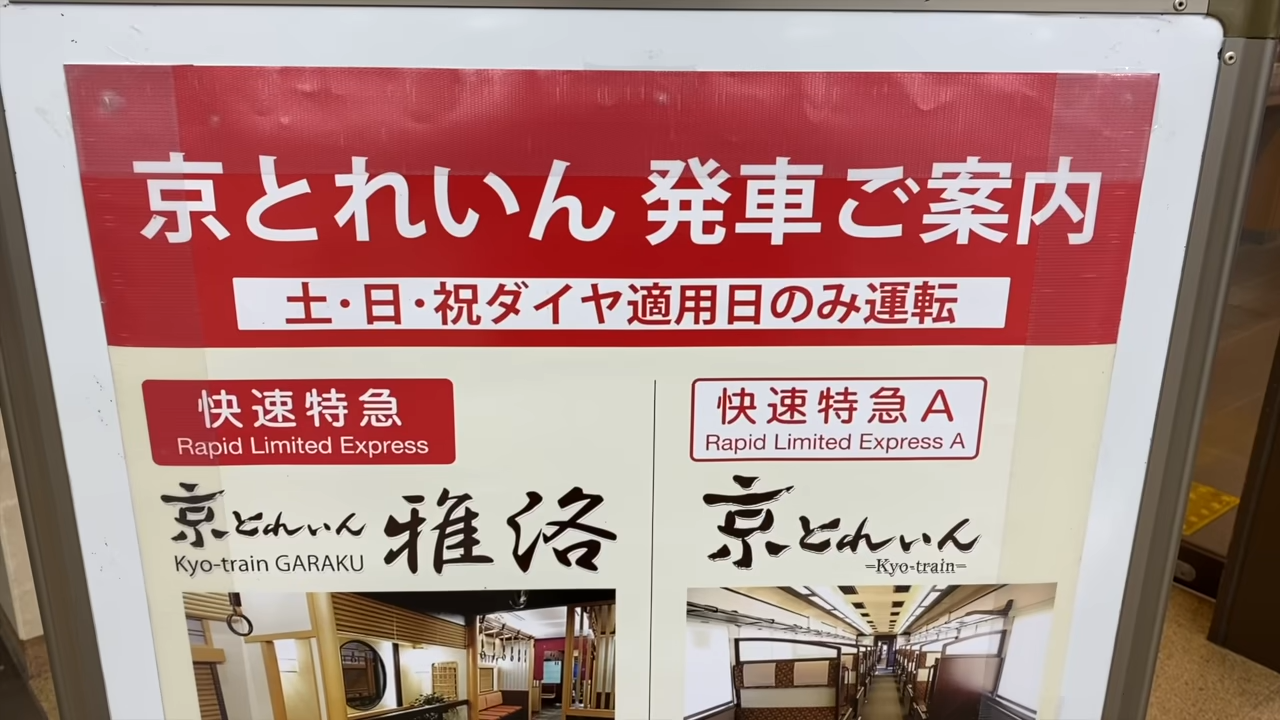 京とれいん 発車ご案内
土・日・祝ダイヤ適用日のみ運転
快速特急
Rapid Limited Express
京とれいん 雅洛
Kyo-train GARAKU
快速特急A
Rapid Limited Express A
京とれいん
=Kyo-train=